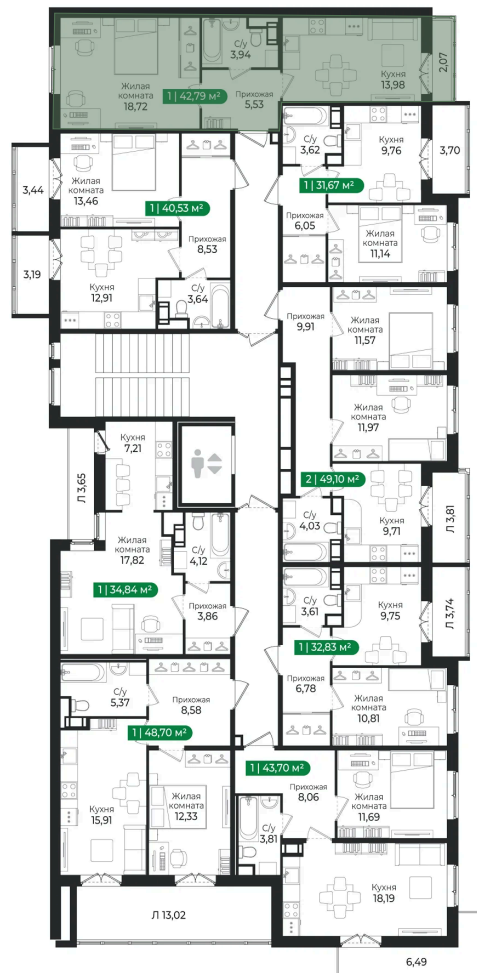 С/у
3,94
Жилая
комната
18,72
1 | 42,79 м²
Прихожая
5,53
Кухня
13,98
2,07
С/у
3,62
Кухня
9,76
3,70
3,44
Жилая
комната
13,46
1 | 40,53 м²
1 | 31,67 м²
6,05
Прихожая
Прихожая
8,53
Жилая
комната
11,14
3,19
Кухня
12,91
С/у
3,64
Прихожая
9,91
Жилая
комната
11,57
Жилая
комната
11,97
Кухня
7,21
Л 3,65
2 | 49,10 м²
С/у
4,03
Кухня
9,71
Л 3,81
Жилая
комната
17,82
С/у
4,12
1 | 34,84 м²
Прихожая
3,86
С/у
3,61
Кухня
9,75
Л 3,74
1 | 32,83 м²
Прихожая
6,78
Жилая
комната
10,81
С/у
5,37
Прихожая
8,58
1 | 48,70 м²
Кухня
15,91
Жилая
комната
12,33
1 | 43,70 м²
Прихожая
8,06
Жилая
комната
11,69
С/у
3,81
Кухня
18,19
Л 13,02
6,49